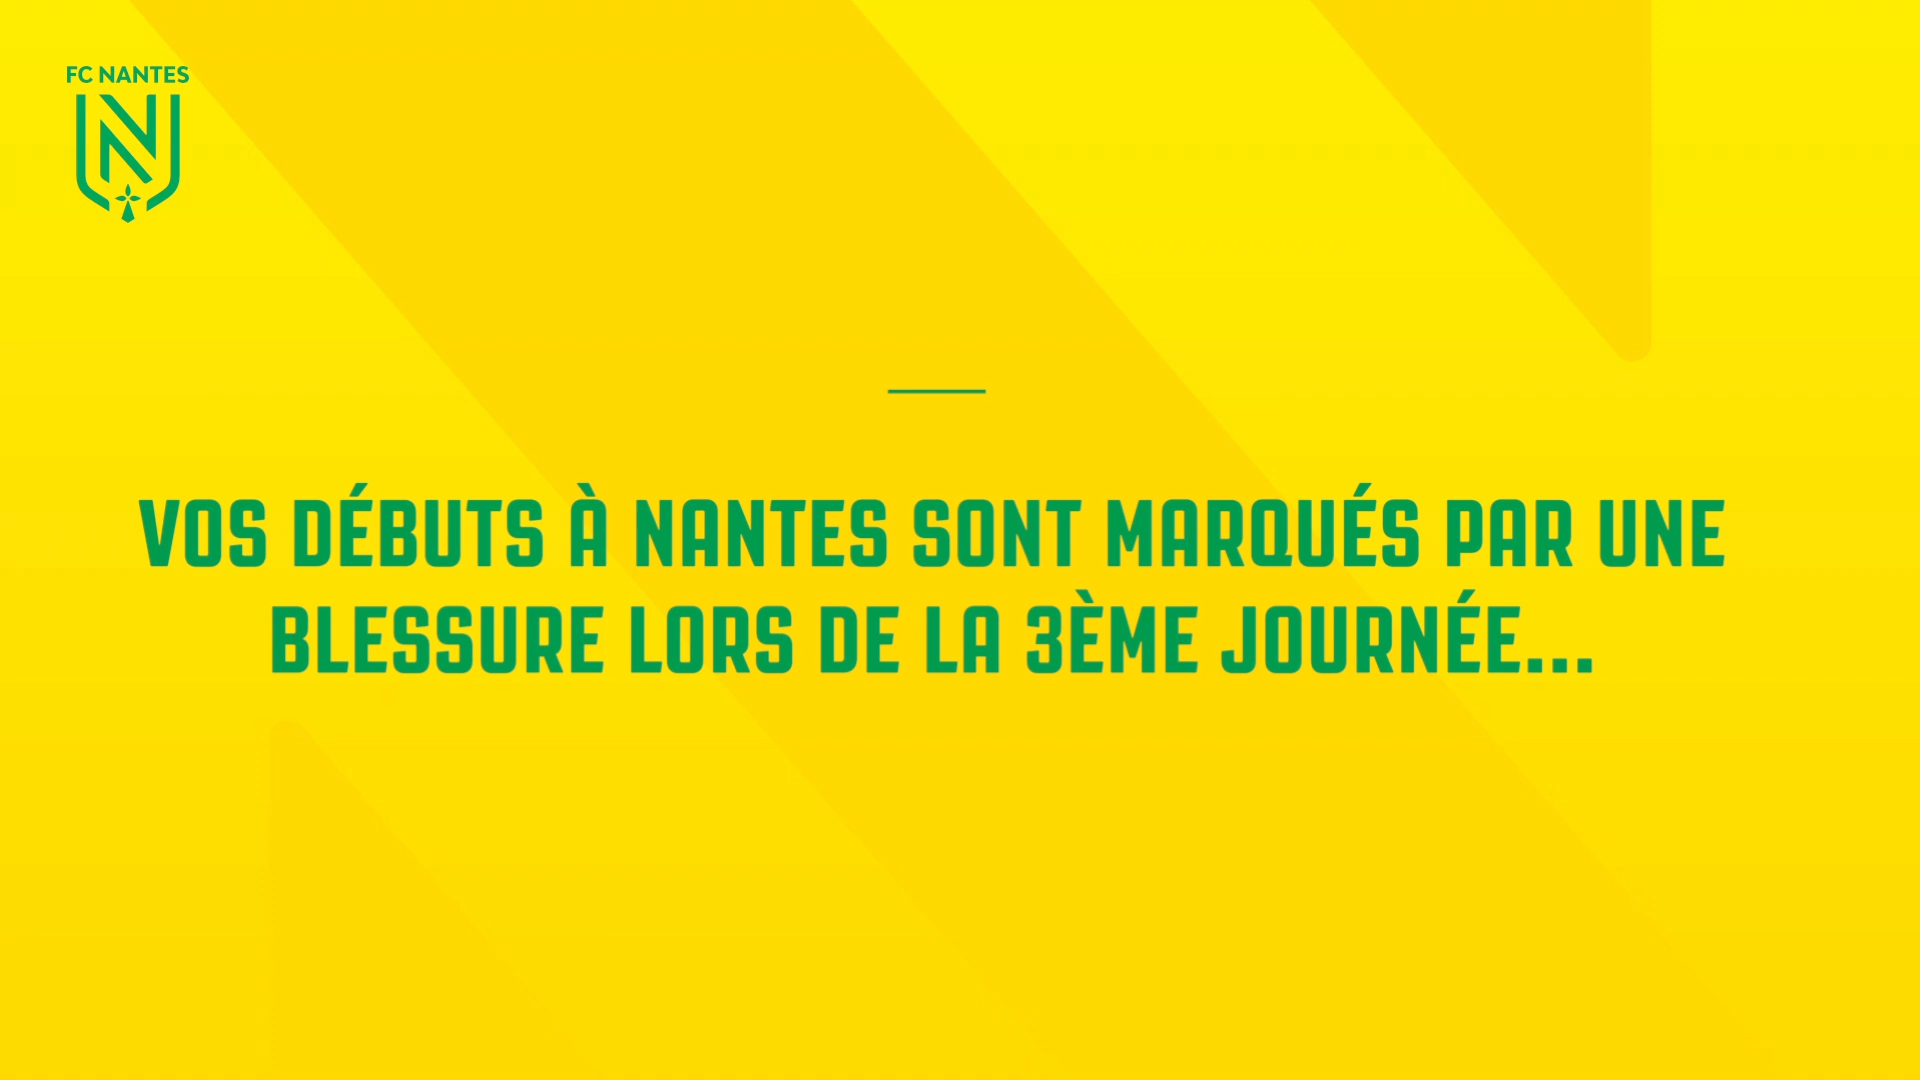 FC NANTES
VOS DÉBUTS À NANTES SONT MARQUÉS PAR UNE
BLESSURE LORS DE LA 3ÈME JOURNÉE...